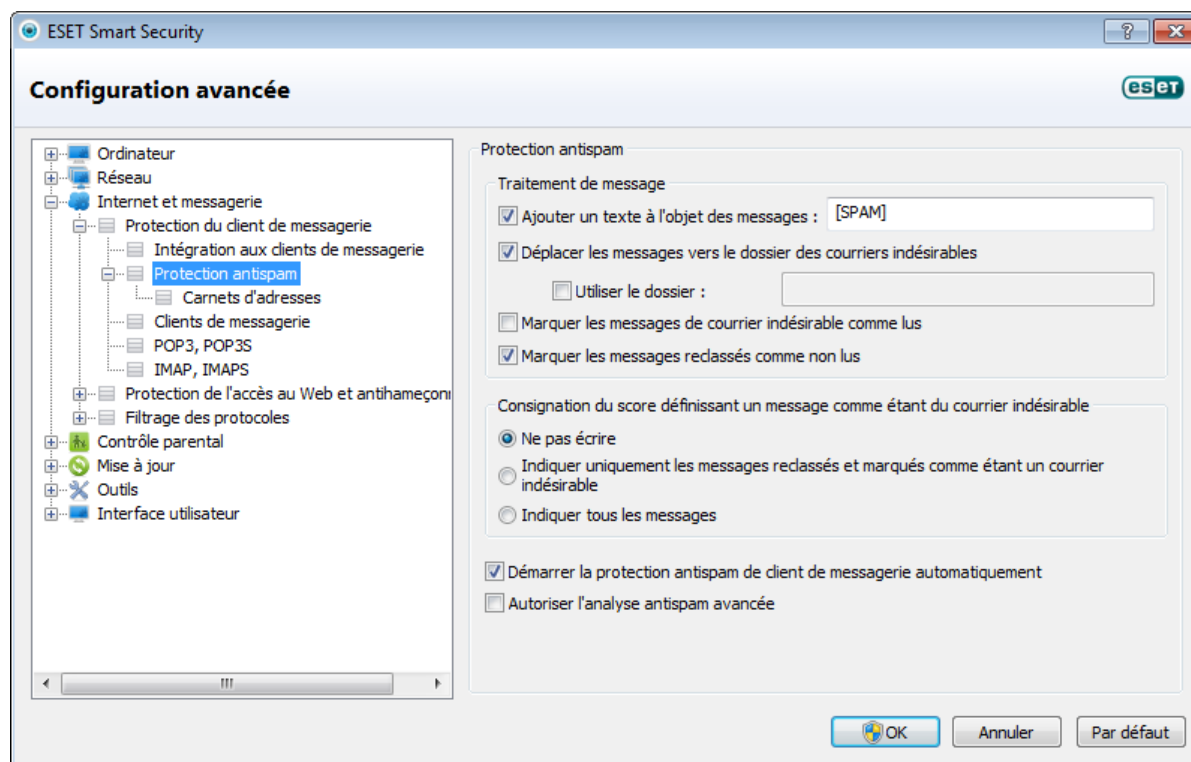 ESET Smart Security
Configuration avancée
eseT
Ordinateur
Réseau
Internet et messagerie
Protection du client de messagerie
Intégration aux clients de messagerie
Protection antispam
Carnets d'adresses
Clients de messagerie
POP3, POP3S
IMAP, IMAPS
Protection de l'accès au Web et antihameçonn
Filtrage des protocoles
Contrôle parental
Mise à jour
Outils
Interface utilisateur
Protection antispam
Traitement de message
Ajouter un texte à l'objet des messages : [SPAM]
Déplacer les messages vers le dossier des courriers indésirables
Utiliser le dossier :
Marquer les messages de courrier indésirable comme lus
Marquer les messages reclassés comme non lus
Consignation du score définissant un message comme étant du courrier indésirable
Ne pas écrire
Indiquer uniquement les messages reclassés et marqués comme étant un courrier
indésirable
Indiquer tous les messages
Démarrer la protection antispam de client de messagerie automatiquement
Autoriser l'analyse antispam avancée
OK
Annuler
Par défaut